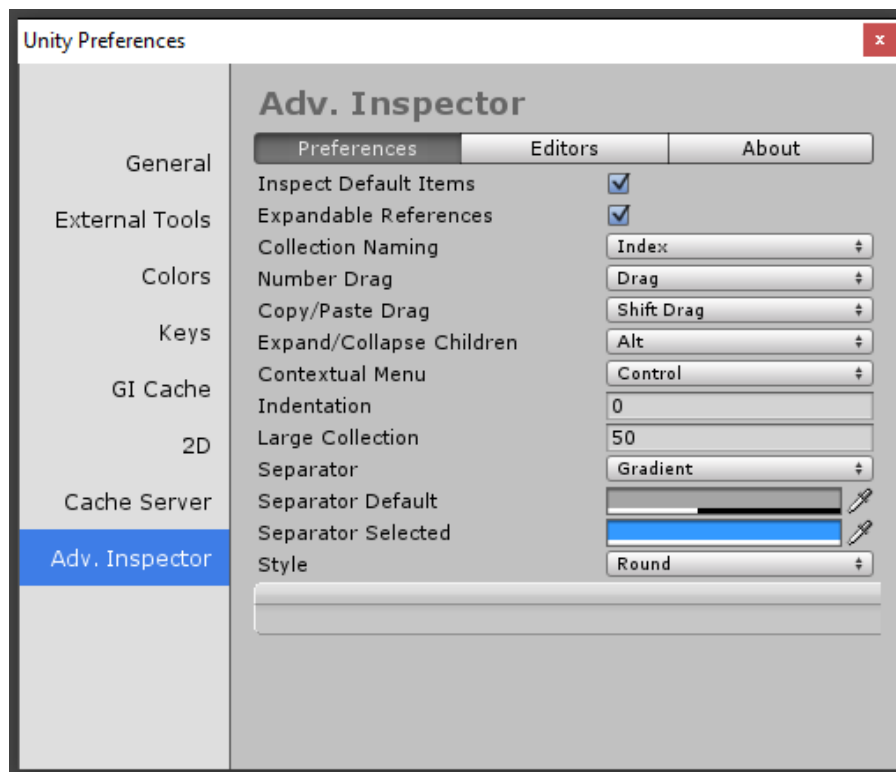 Unity Preferences
x
General
External Tools
Colors
Keys
GI Cache
2D
Cache Server
Adv. Inspector
Adv. Inspector
Preferences Editors About
Inspect Default Items
Expandable References
Collection Naming Index
Number Drag Drag
Copy/Paste Drag Shift Drag
Expand/Collapse Children Alt
Contextual Menu Control
Indentation 0
Large Collection 50
Separator Gradient
Separator Default
Separator Selected
Style Round